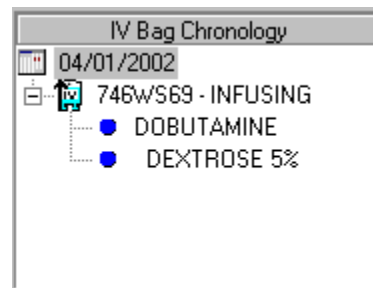 IV Bag Chronology
04/01/2002
746WS69 - INFUSING
DOBUTAMINE
DEXTROSE 5%